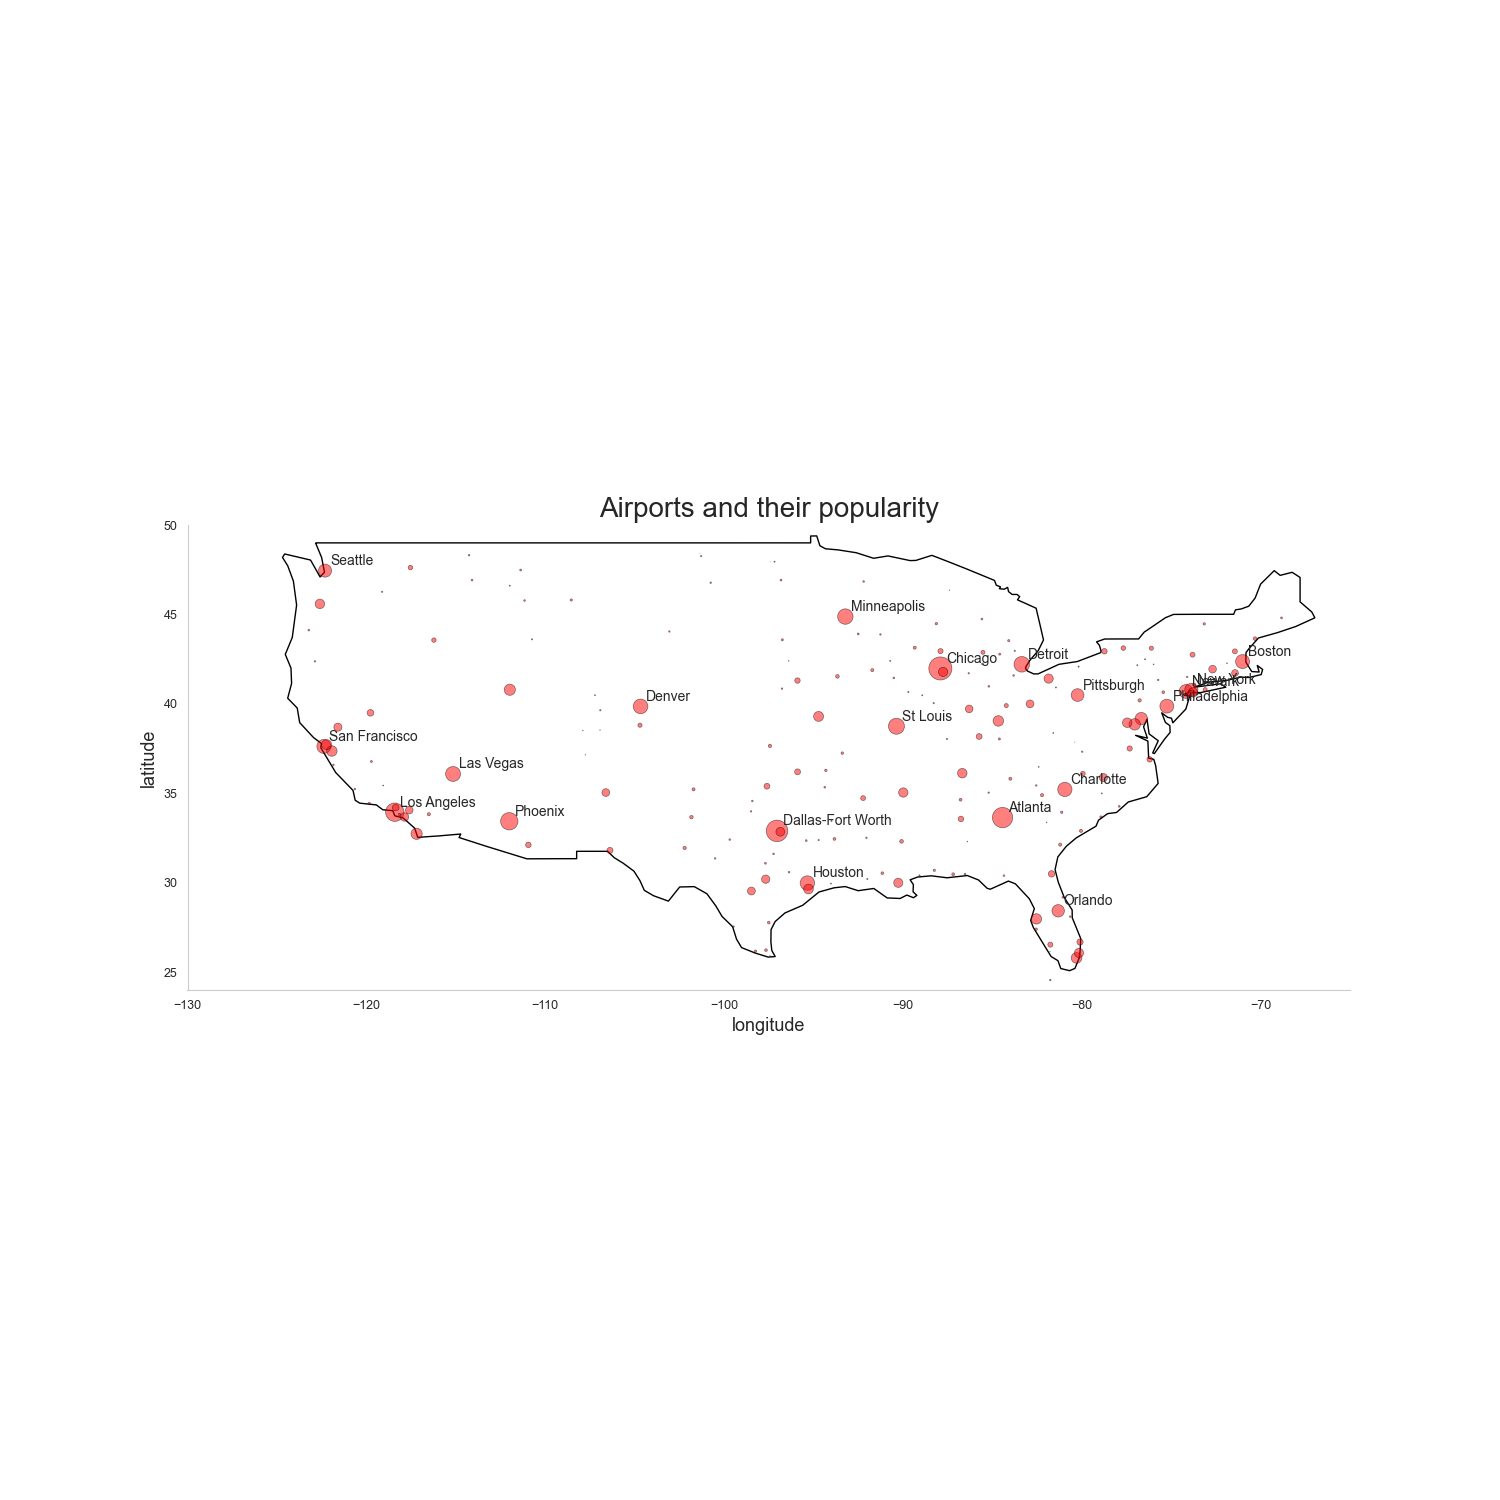 Airports and their popularity
50
45
40
35
30
25
latitude
Seattle
Minneapolis
Boston
Detroit
Chicago
New York
Newark
Pittsburgh
Denver
Philadelphia
St Louis
San Francisco
Las Vegas
Charlotte
Los Angeles
Atlanta
Phoenix
Dallas-Fort Worth
Houston
Orlando
−130
−120
−110
−100
−90
−80
−70
longitude